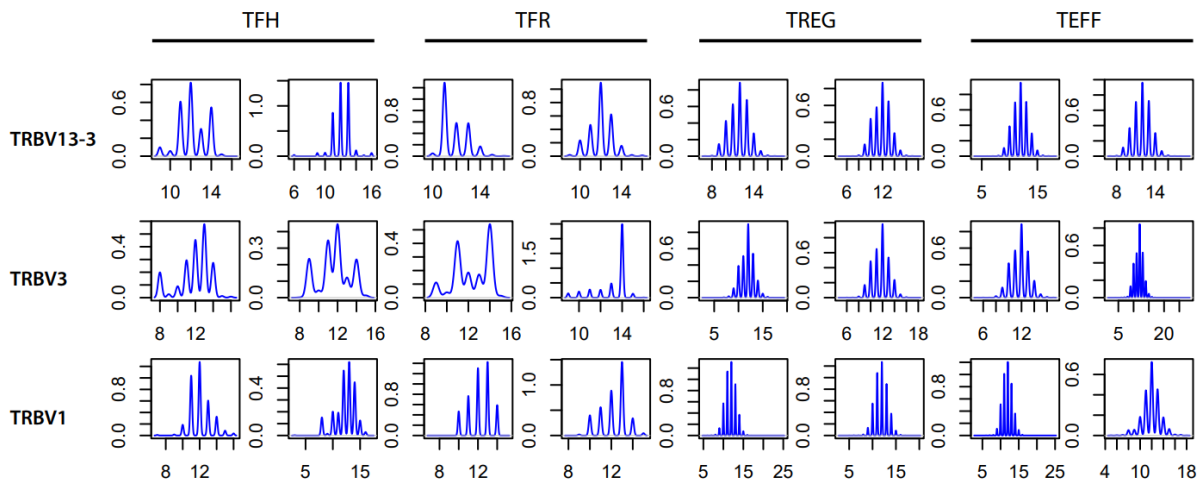 TFH TFR TREG TEFF
TRBV13-3
0.0 0.6 0.0 1.0 0.0 0.8 0.0 0.8 0.0 0.6 0.0 0.6 0.0 0.6 0.0 0.6
10 14 6 10 16 10 14 10 14 8 14 6 12 5 15 8 14
TRBV3
0.0 0.4 0.0 0.3 0.0 0.4 0.0 1.5 0.0 0.6 0.0 0.6 0.0 0.6 0.0 0.6
8 12 8 12 16 8 12 16 8 10 14 5 15 6 12 18 6 12 5 20
TRBV1
0.0 0.8 0.0 0.4 0.0 0.8 0.0 1.0 0.0 0.8 0.0 0.8 0.0 0.8 0.0 0.6
8 12 5 15 8 12 8 12 5 15 25 5 15 5 15 25 4 10 18